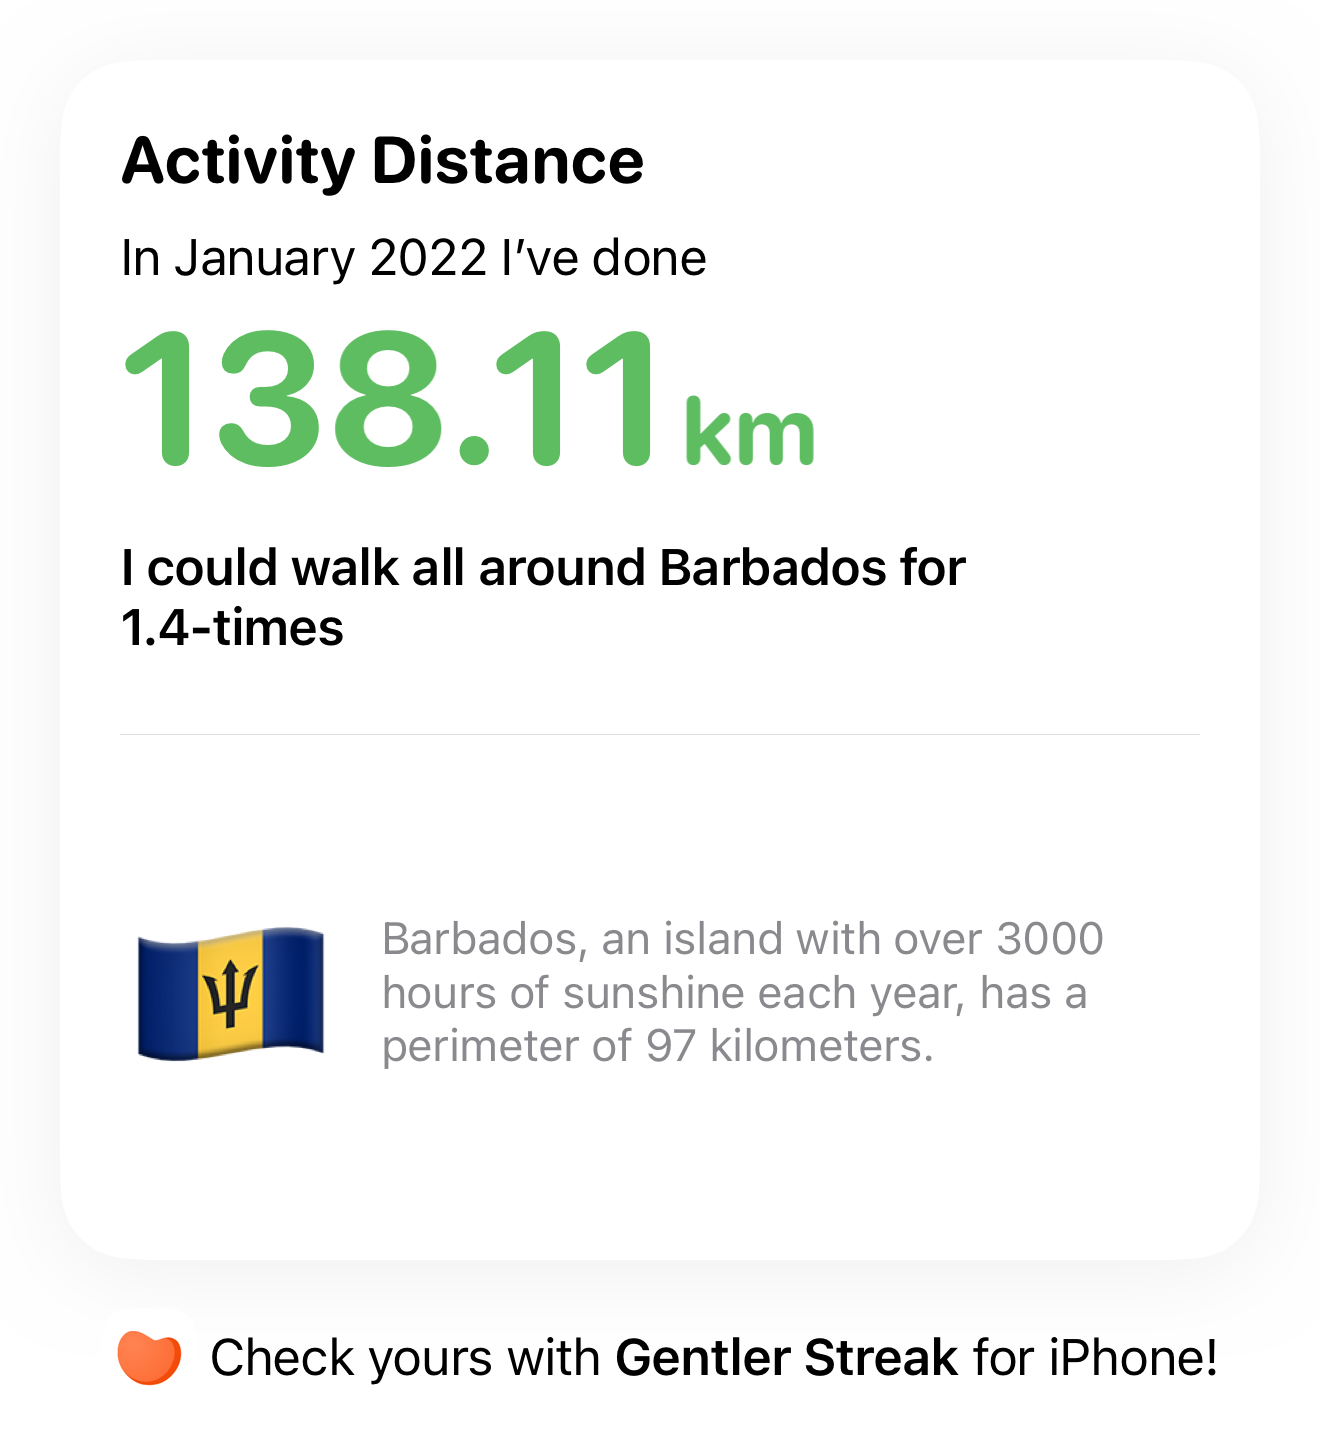 Activity Distance
In January 2022 I’ve done
138.11 km
I could walk all around Barbados for
1.4-times
Barbados, an island with over 3000
hours of sunshine each year, has a
perimeter of 97 kilometers.
Check yours with Gentler Streak for iPhone!